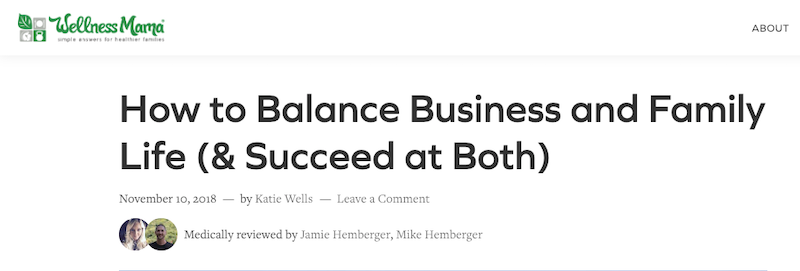 Wellness Mama®
simple answers for healthier families
ABOUT
How to Balance Business and Family
Life (& Succeed at Both)
November 10, 2018 — by Katie Wells — Leave a Comment
Medically reviewed by Jamie Hemberger, Mike Hemberger